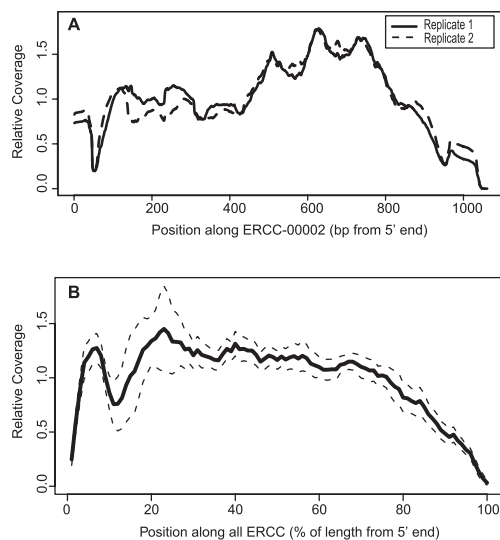 A
Replicate 1
Replicate 2
Relative Coverage
0.0 0.5 1.0 1.5
0 200 400 600 800 1000
Position along ERCC-00002 (bp from 5' end)
B
Relative Coverage
0.0 0.5 1.0 1.5
0 20 40 60 80 100
Position along all ERCC (% of length from 5' end)